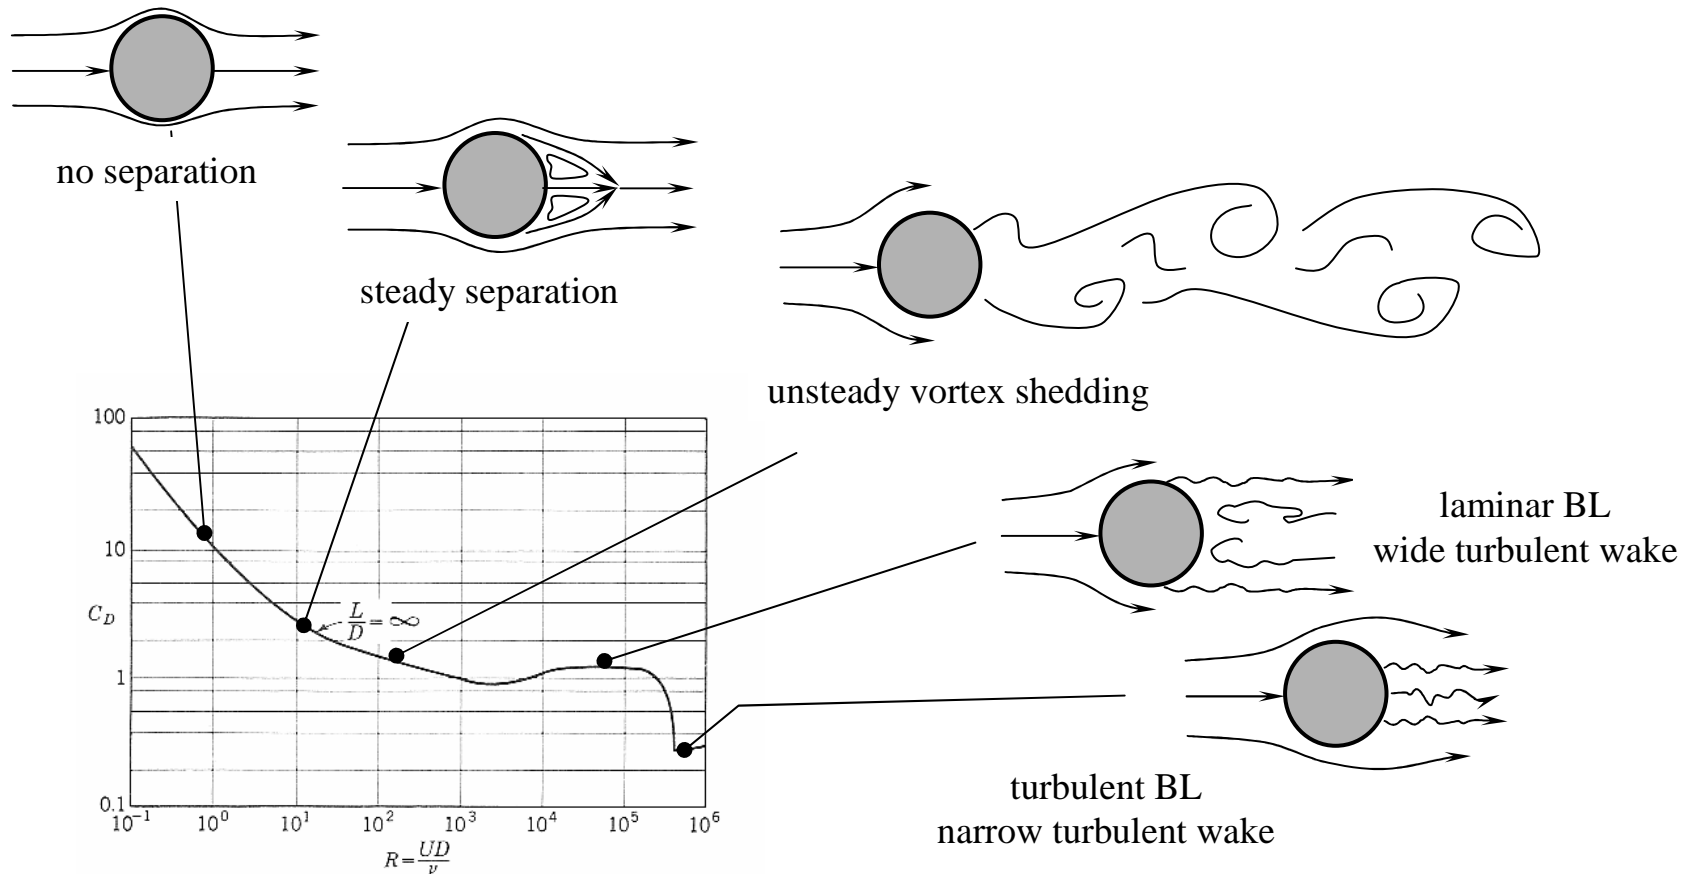 no separation
steady separation
unsteady vortex shedding
laminar BL
wide turbulent wake
turbulent BL
narrow turbulent wake
100
10
C_D
1
0.1
L/D = ∞
10^-1 10^0 10^1 10^2 10^3 10^4 10^5 10^6
R = UD/ν